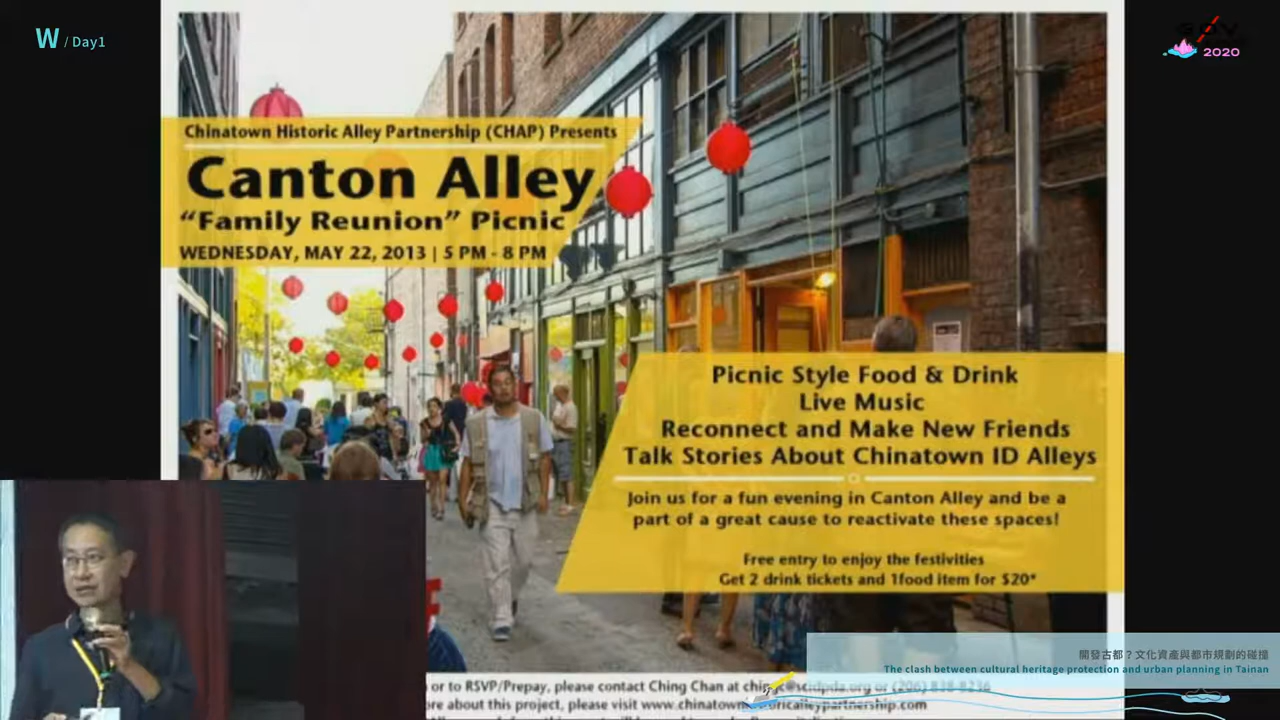 W / Day1
2020
Chinatown Historic Alley Partnership (CHAP) Presents
Canton Alley
“Family Reunion” Picnic
WEDNESDAY, MAY 22, 2013 | 5 PM - 8 PM
Picnic Style Food & Drink
Live Music
Reconnect and Make New Friends
Talk Stories About Chinatown ID Alleys
Join us for a fun evening in Canton Alley and be a
part of a great cause to reactivate these spaces!
Free entry to enjoy the festivities
Get 2 drink tickets and 1food item for $20*
開發古都？文化資產與都市規劃的碰撞
The clash between cultural heritage protection and urban planning in Tainan
or to RSVP/Prepay, please contact Ching Chan at
or (206) 838-8236
more about this project, please visit